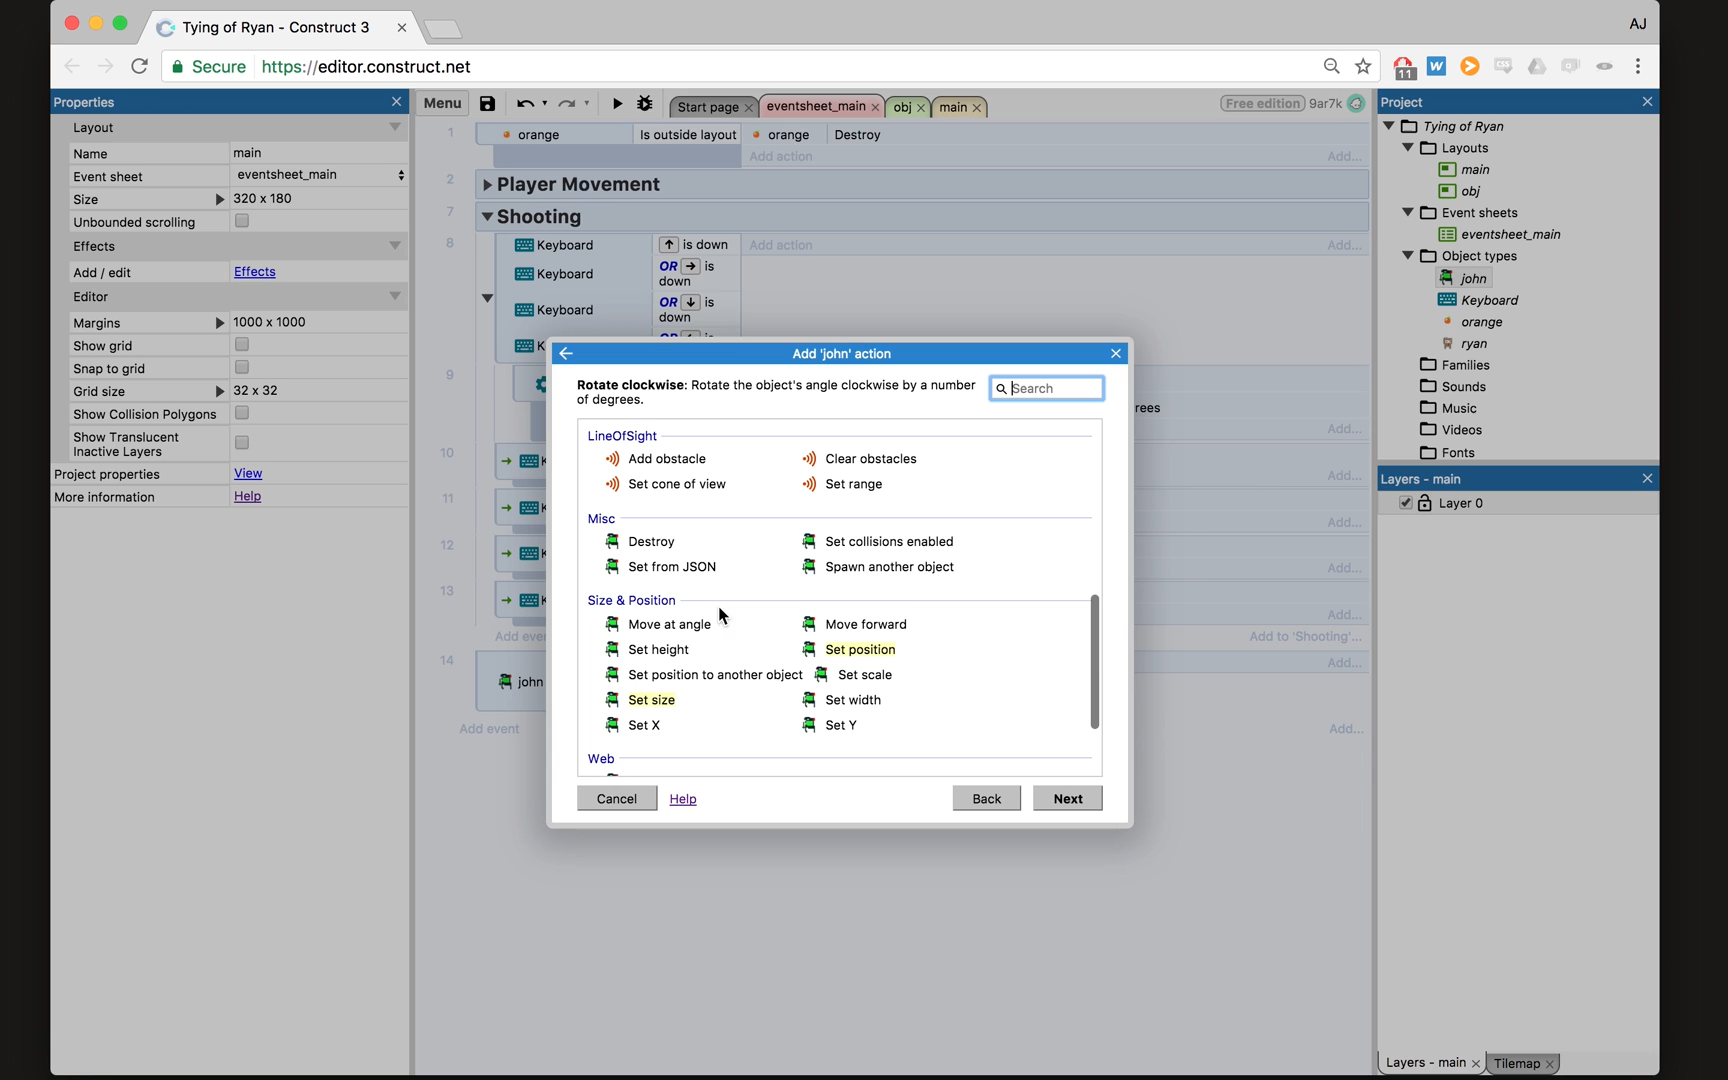 Tying of Ryan - Construct 3
AJ
Secure https://editor.construct.net
11
W
Properties
Layout
Name main
Event sheet eventsheet_main
Size 320 x 180
Unbounded scrolling
Effects
Add / edit Effects
Editor
Margins 1000 x 1000
Show grid
Snap to grid
Grid size 32 x 32
Show Collision Polygons
Show Translucent
Inactive Layers
Project properties View
More information Help
Menu
Start page
eventsheet_main
obj
main
Free edition 9ar7k
1 orange Is outside layout orange Destroy
Add action Add...
2 Player Movement
7 Shooting
8 Keyboard ↑ is down Add action Add...
Keyboard OR → is
down
Keyboard OR ↓ is
down
9
rees
Add...
10 Add...
11 Add...
12 Add...
13 Add...
Add to 'Shooting'...
14 john Add...
Add event Add...
Add 'john' action
Rotate clockwise: Rotate the object's angle clockwise by a number
of degrees.
Search
LineOfSight
Add obstacle Clear obstacles
Set cone of view Set range
Misc
Destroy Set collisions enabled
Set from JSON Spawn another object
Size & Position
Move at angle Move forward
Set height Set position
Set position to another object Set scale
Set size Set width
Set X Set Y
Web
Cancel Help Back Next
Project
Tying of Ryan
Layouts
main
obj
Event sheets
eventsheet_main
Object types
john
Keyboard
orange
ryan
Families
Sounds
Music
Videos
Fonts
Layers - main
Layer 0
Layers - main Tilemap